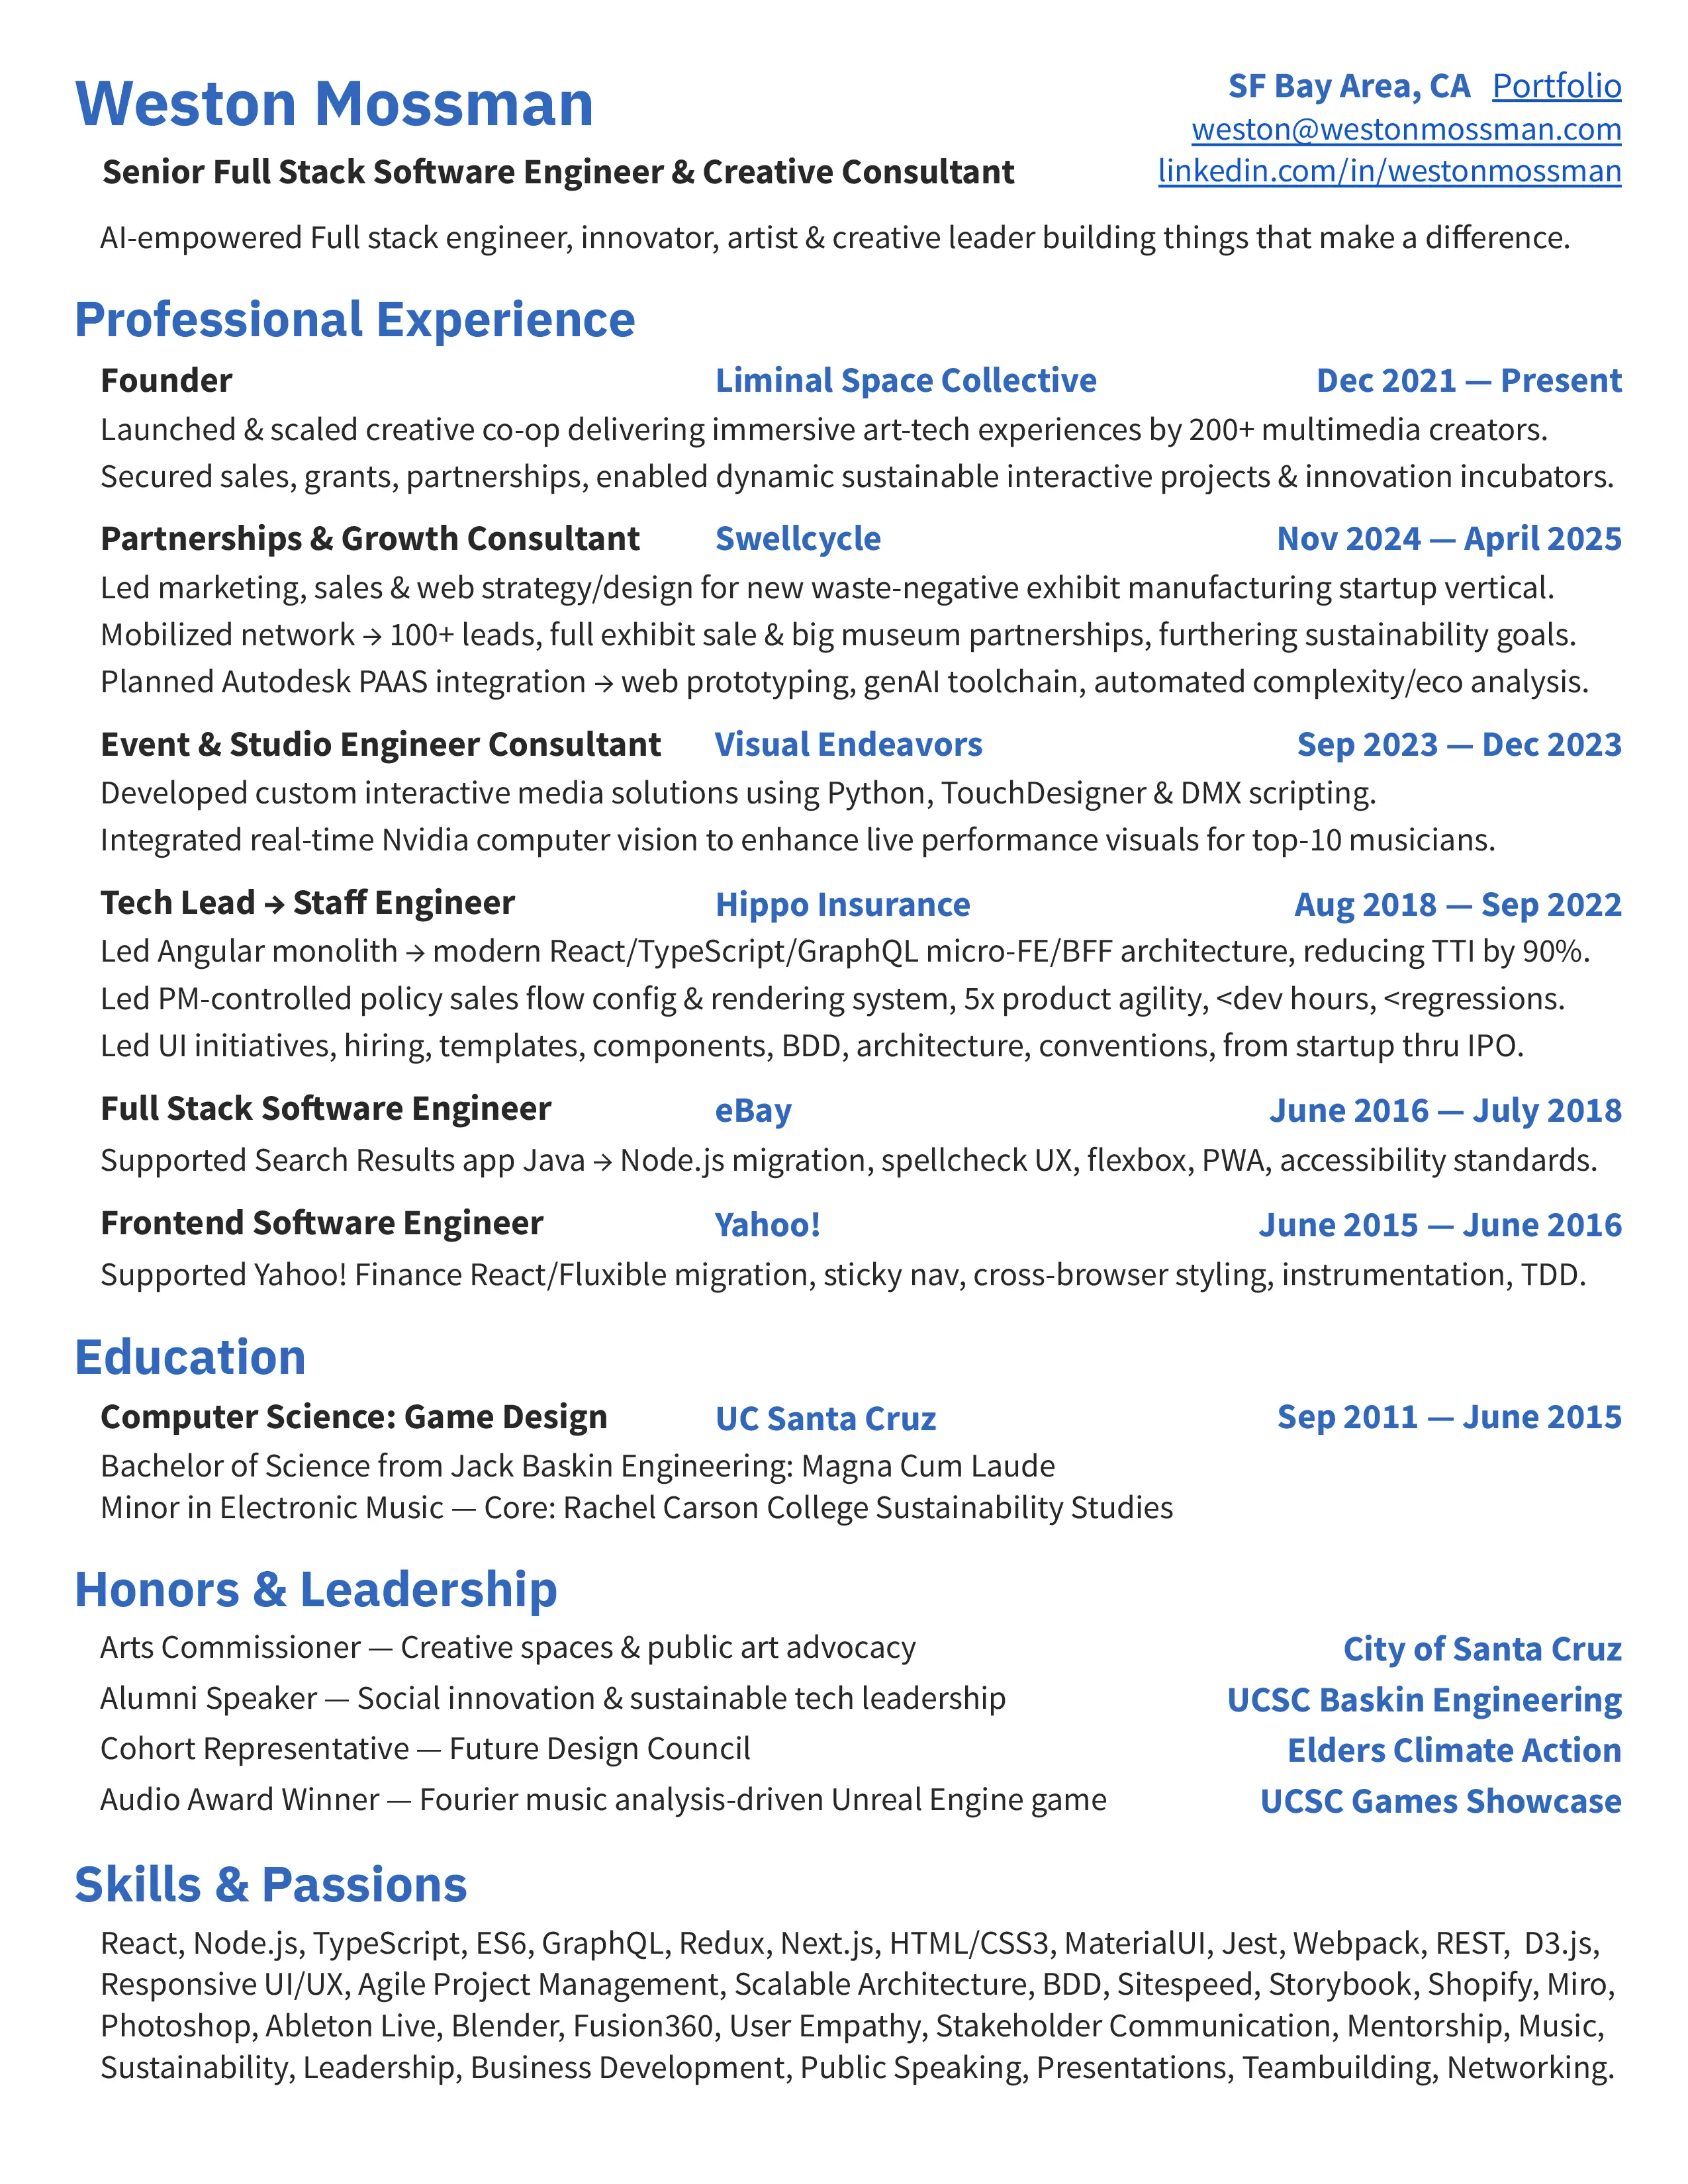 Weston Mossman
SF Bay Area, CA Portfolio
weston@westonmossman.com
Senior Full Stack Software Engineer & Creative Consultant
linkedin.com/in/westonmossman
AI-empowered Full stack engineer, innovator, artist & creative leader building things that make a difference.
Professional Experience
Founder Liminal Space Collective Dec 2021 — Present
Launched & scaled creative co-op delivering immersive art-tech experiences by 200+ multimedia creators.
Secured sales, grants, partnerships, enabled dynamic sustainable interactive projects & innovation incubators.
Partnerships & Growth Consultant Swellcycle Nov 2024 — April 2025
Led marketing, sales & web strategy/design for new waste-negative exhibit manufacturing startup vertical.
Mobilized network → 100+ leads, full exhibit sale & big museum partnerships, furthering sustainability goals.
Planned Autodesk PAAS integration → web prototyping, genAI toolchain, automated complexity/eco analysis.
Event & Studio Engineer Consultant Visual Endeavors Sep 2023 — Dec 2023
Developed custom interactive media solutions using Python, TouchDesigner & DMX scripting.
Integrated real-time Nvidia computer vision to enhance live performance visuals for top-10 musicians.
Tech Lead → Staff Engineer Hippo Insurance Aug 2018 — Sep 2022
Led Angular monolith → modern React/TypeScript/GraphQL micro-FE/BFF architecture, reducing TTI by 90%.
Led PM-controlled policy sales flow config & rendering system, 5x product agility, <dev hours, <regressions.
Led UI initiatives, hiring, templates, components, BDD, architecture, conventions, from startup thru IPO.
Full Stack Software Engineer eBay June 2016 — July 2018
Supported Search Results app Java → Node.js migration, spellcheck UX, flexbox, PWA, accessibility standards.
Frontend Software Engineer Yahoo! June 2015 — June 2016
Supported Yahoo! Finance React/Fluxible migration, sticky nav, cross-browser styling, instrumentation, TDD.
Education
Computer Science: Game Design UC Santa Cruz Sep 2011 — June 2015
Bachelor of Science from Jack Baskin Engineering: Magna Cum Laude
Minor in Electronic Music — Core: Rachel Carson College Sustainability Studies
Honors & Leadership
Arts Commissioner — Creative spaces & public art advocacy City of Santa Cruz
Alumni Speaker — Social innovation & sustainable tech leadership UCSC Baskin Engineering
Cohort Representative — Future Design Council Elders Climate Action
Audio Award Winner — Fourier music analysis-driven Unreal Engine game UCSC Games Showcase
Skills & Passions
React, Node.js, TypeScript, ES6, GraphQL, Redux, Next.js, HTML/CSS3, MaterialUI, Jest, Webpack, REST, D3.js,
Responsive UI/UX, Agile Project Management, Scalable Architecture, BDD, Sitespeed, Storybook, Shopify, Miro,
Photoshop, Ableton Live, Blender, Fusion360, User Empathy, Stakeholder Communication, Mentorship, Music,
Sustainability, Leadership, Business Development, Public Speaking, Presentations, Teambuilding, Networking.